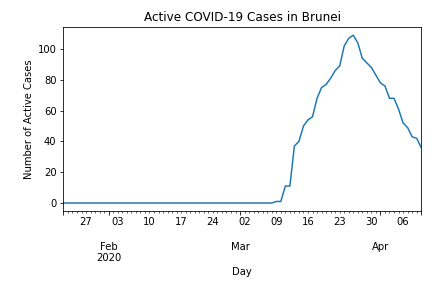 Active COVID-19 Cases in Brunei
Number of Active Cases
100
80
60
40
20
0
27 03 10 17 24 02 09 16 23 30 06
Feb Mar Apr
2020
Day